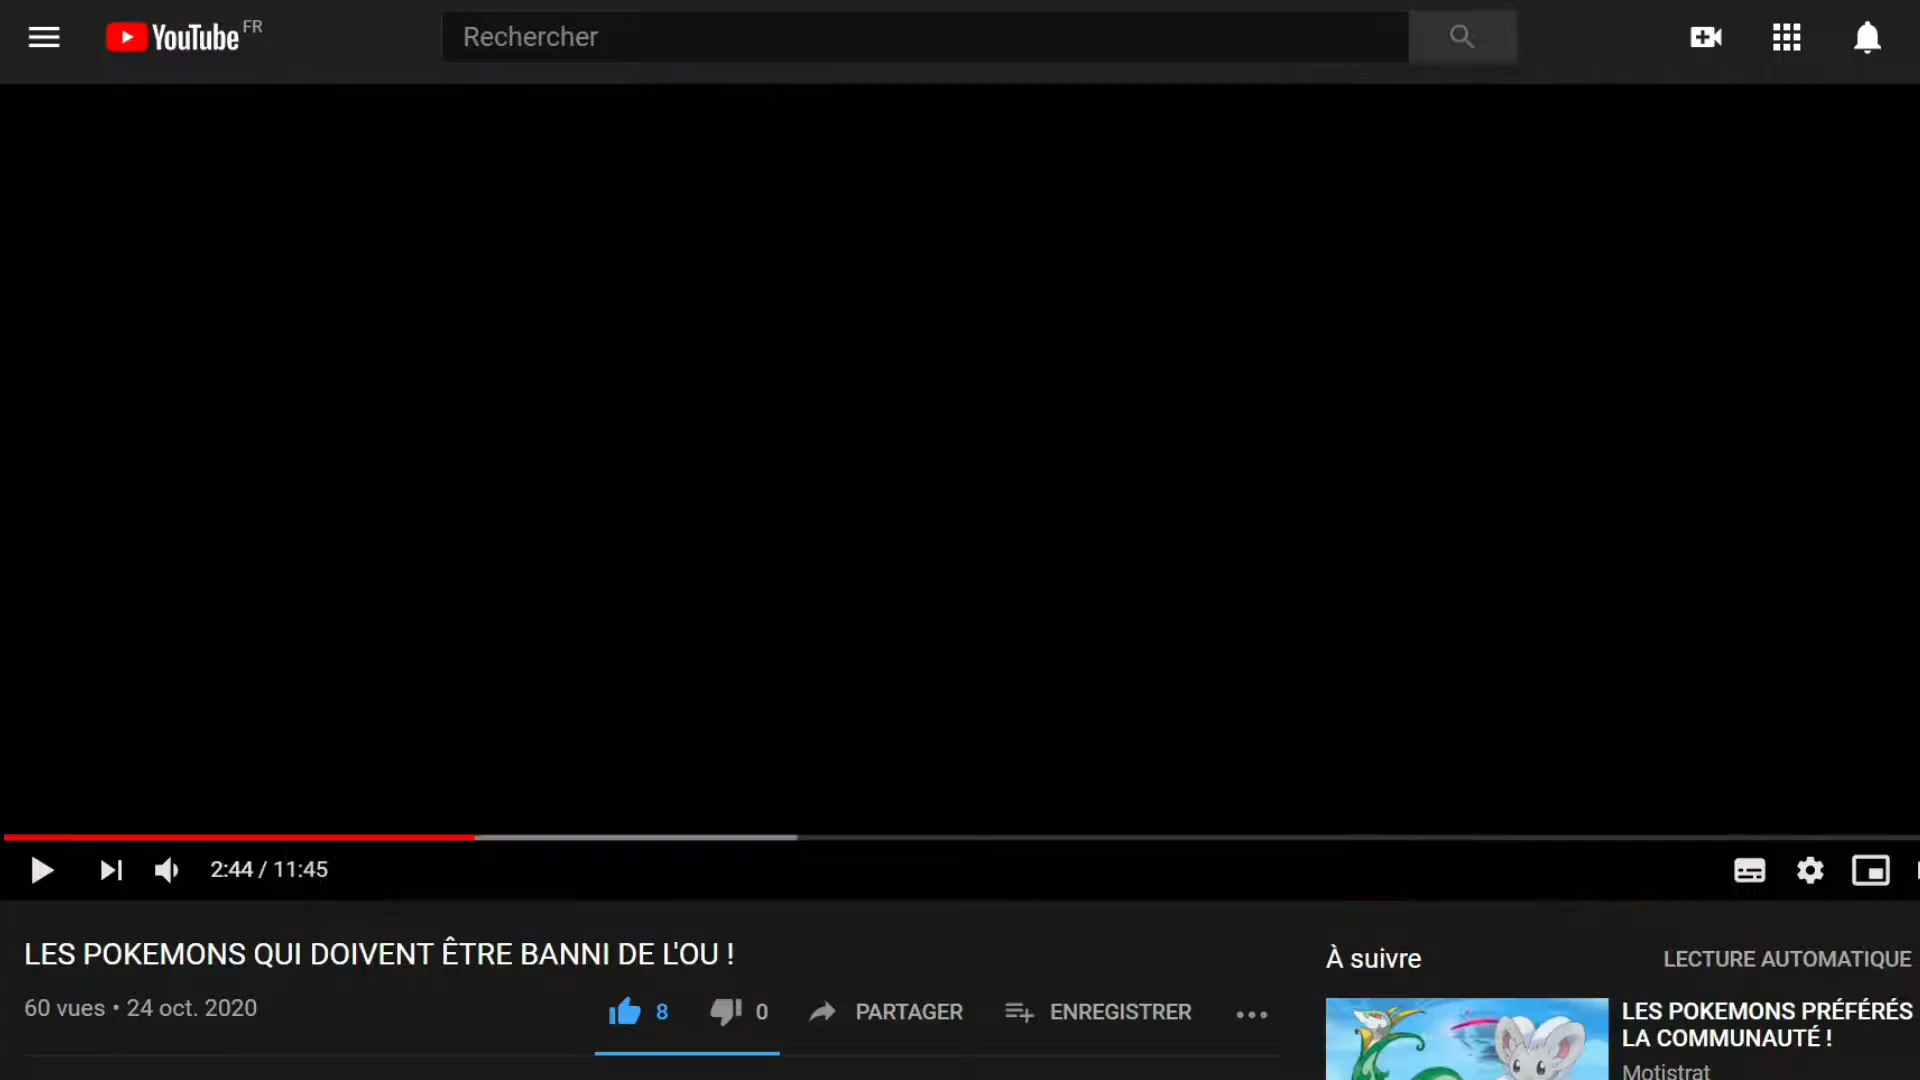 YouTube FR
Rechercher
2:44 / 11:45
LES POKEMONS QUI DOIVENT ÊTRE BANNI DE L'OU !
60 vues • 24 oct. 2020
8
0
PARTAGER
ENREGISTRER
À suivre
LECTURE AUTOMATIQUE
LES POKEMONS PRÉFÉRÉS
LA COMMUNAUTÉ !
Motistrat